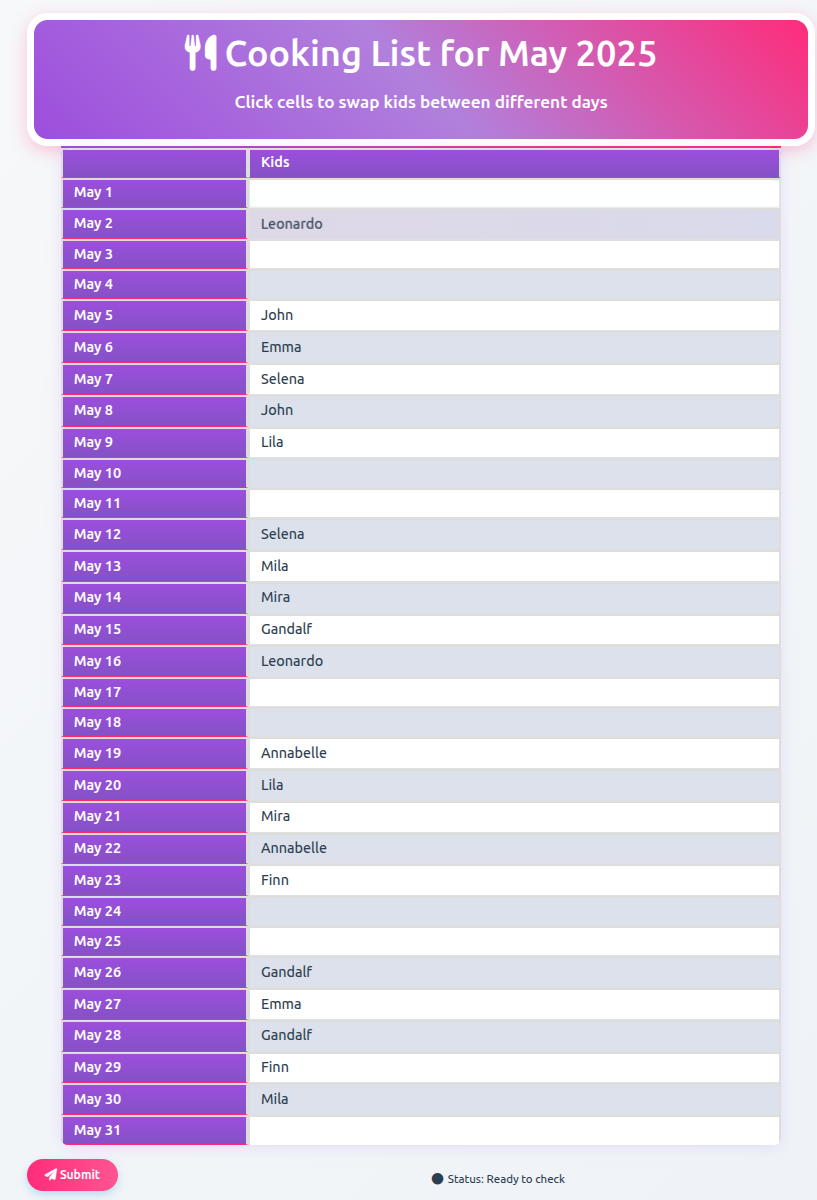 Cooking List for May 2025
Click cells to swap kids between different days
Kids
May 1
May 2 Leonardo
May 3
May 4
May 5 John
May 6 Emma
May 7 Selena
May 8 John
May 9 Lila
May 10
May 11
May 12 Selena
May 13 Mila
May 14 Mira
May 15 Gandalf
May 16 Leonardo
May 17
May 18
May 19 Annabelle
May 20 Lila
May 21 Mira
May 22 Annabelle
May 23 Finn
May 24
May 25
May 26 Gandalf
May 27 Emma
May 28 Gandalf
May 29 Finn
May 30 Mila
May 31
Submit
Status: Ready to check